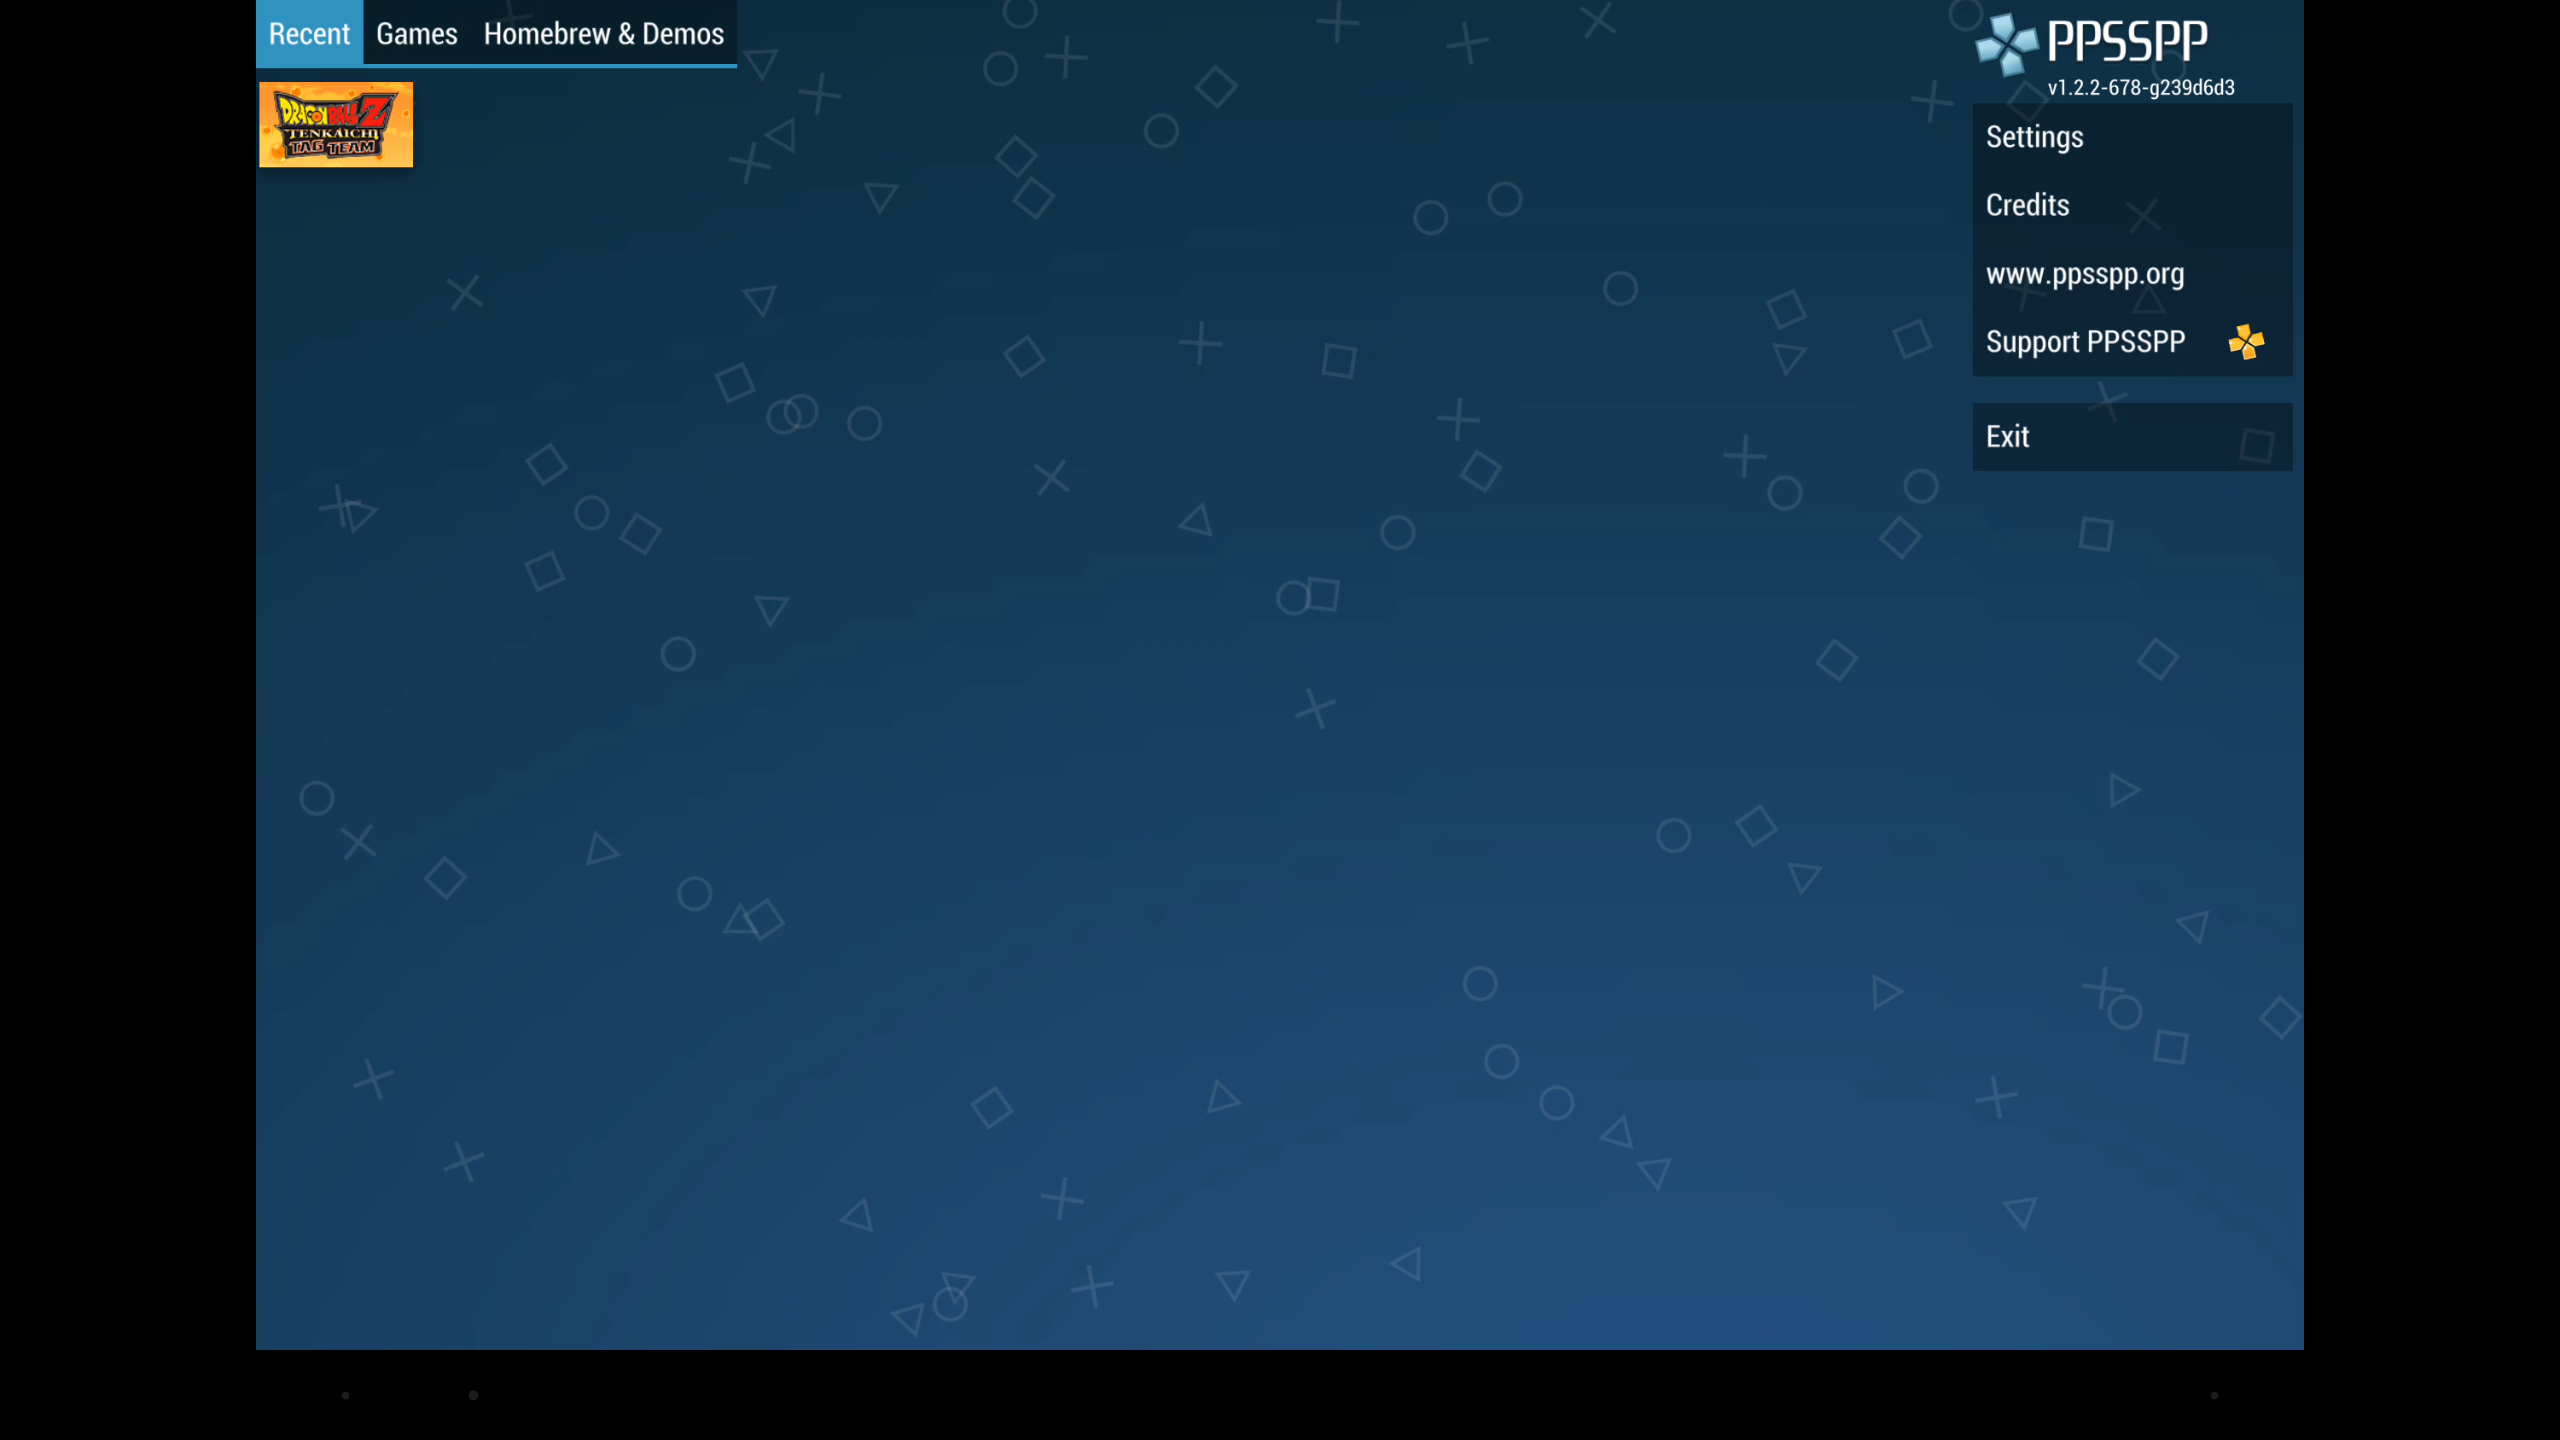 Recent Games Homebrew & Demos
DRAGON BALL Z
TENKAICHI
TAG TEAM
PPSSPP
v1.2.2-678-g239d6d3
Settings
Credits
www.ppsspp.org
Support PPSSPP
Exit